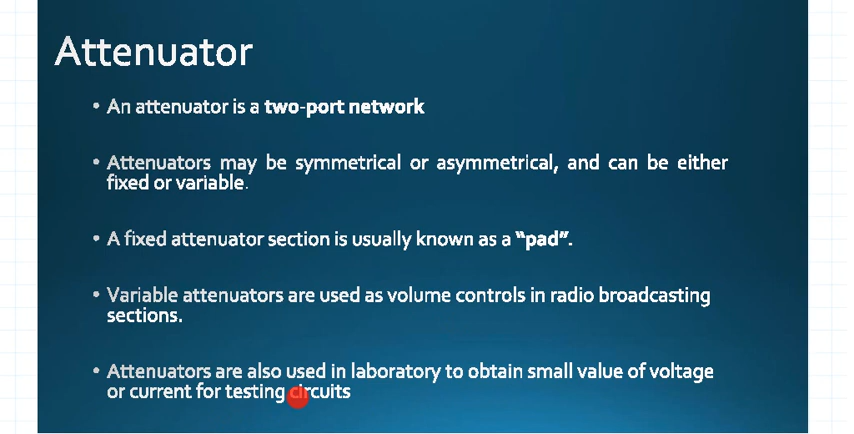 Attenuator
• An attenuator is a two-port network
• Attenuators may be symmetrical or asymmetrical, and can be either
fixed or variable.
• A fixed attenuator section is usually known as a “pad”.
• Variable attenuators are used as volume controls in radio broadcasting
sections.
• Attenuators are also used in laboratory to obtain small value of voltage
or current for testing circuits